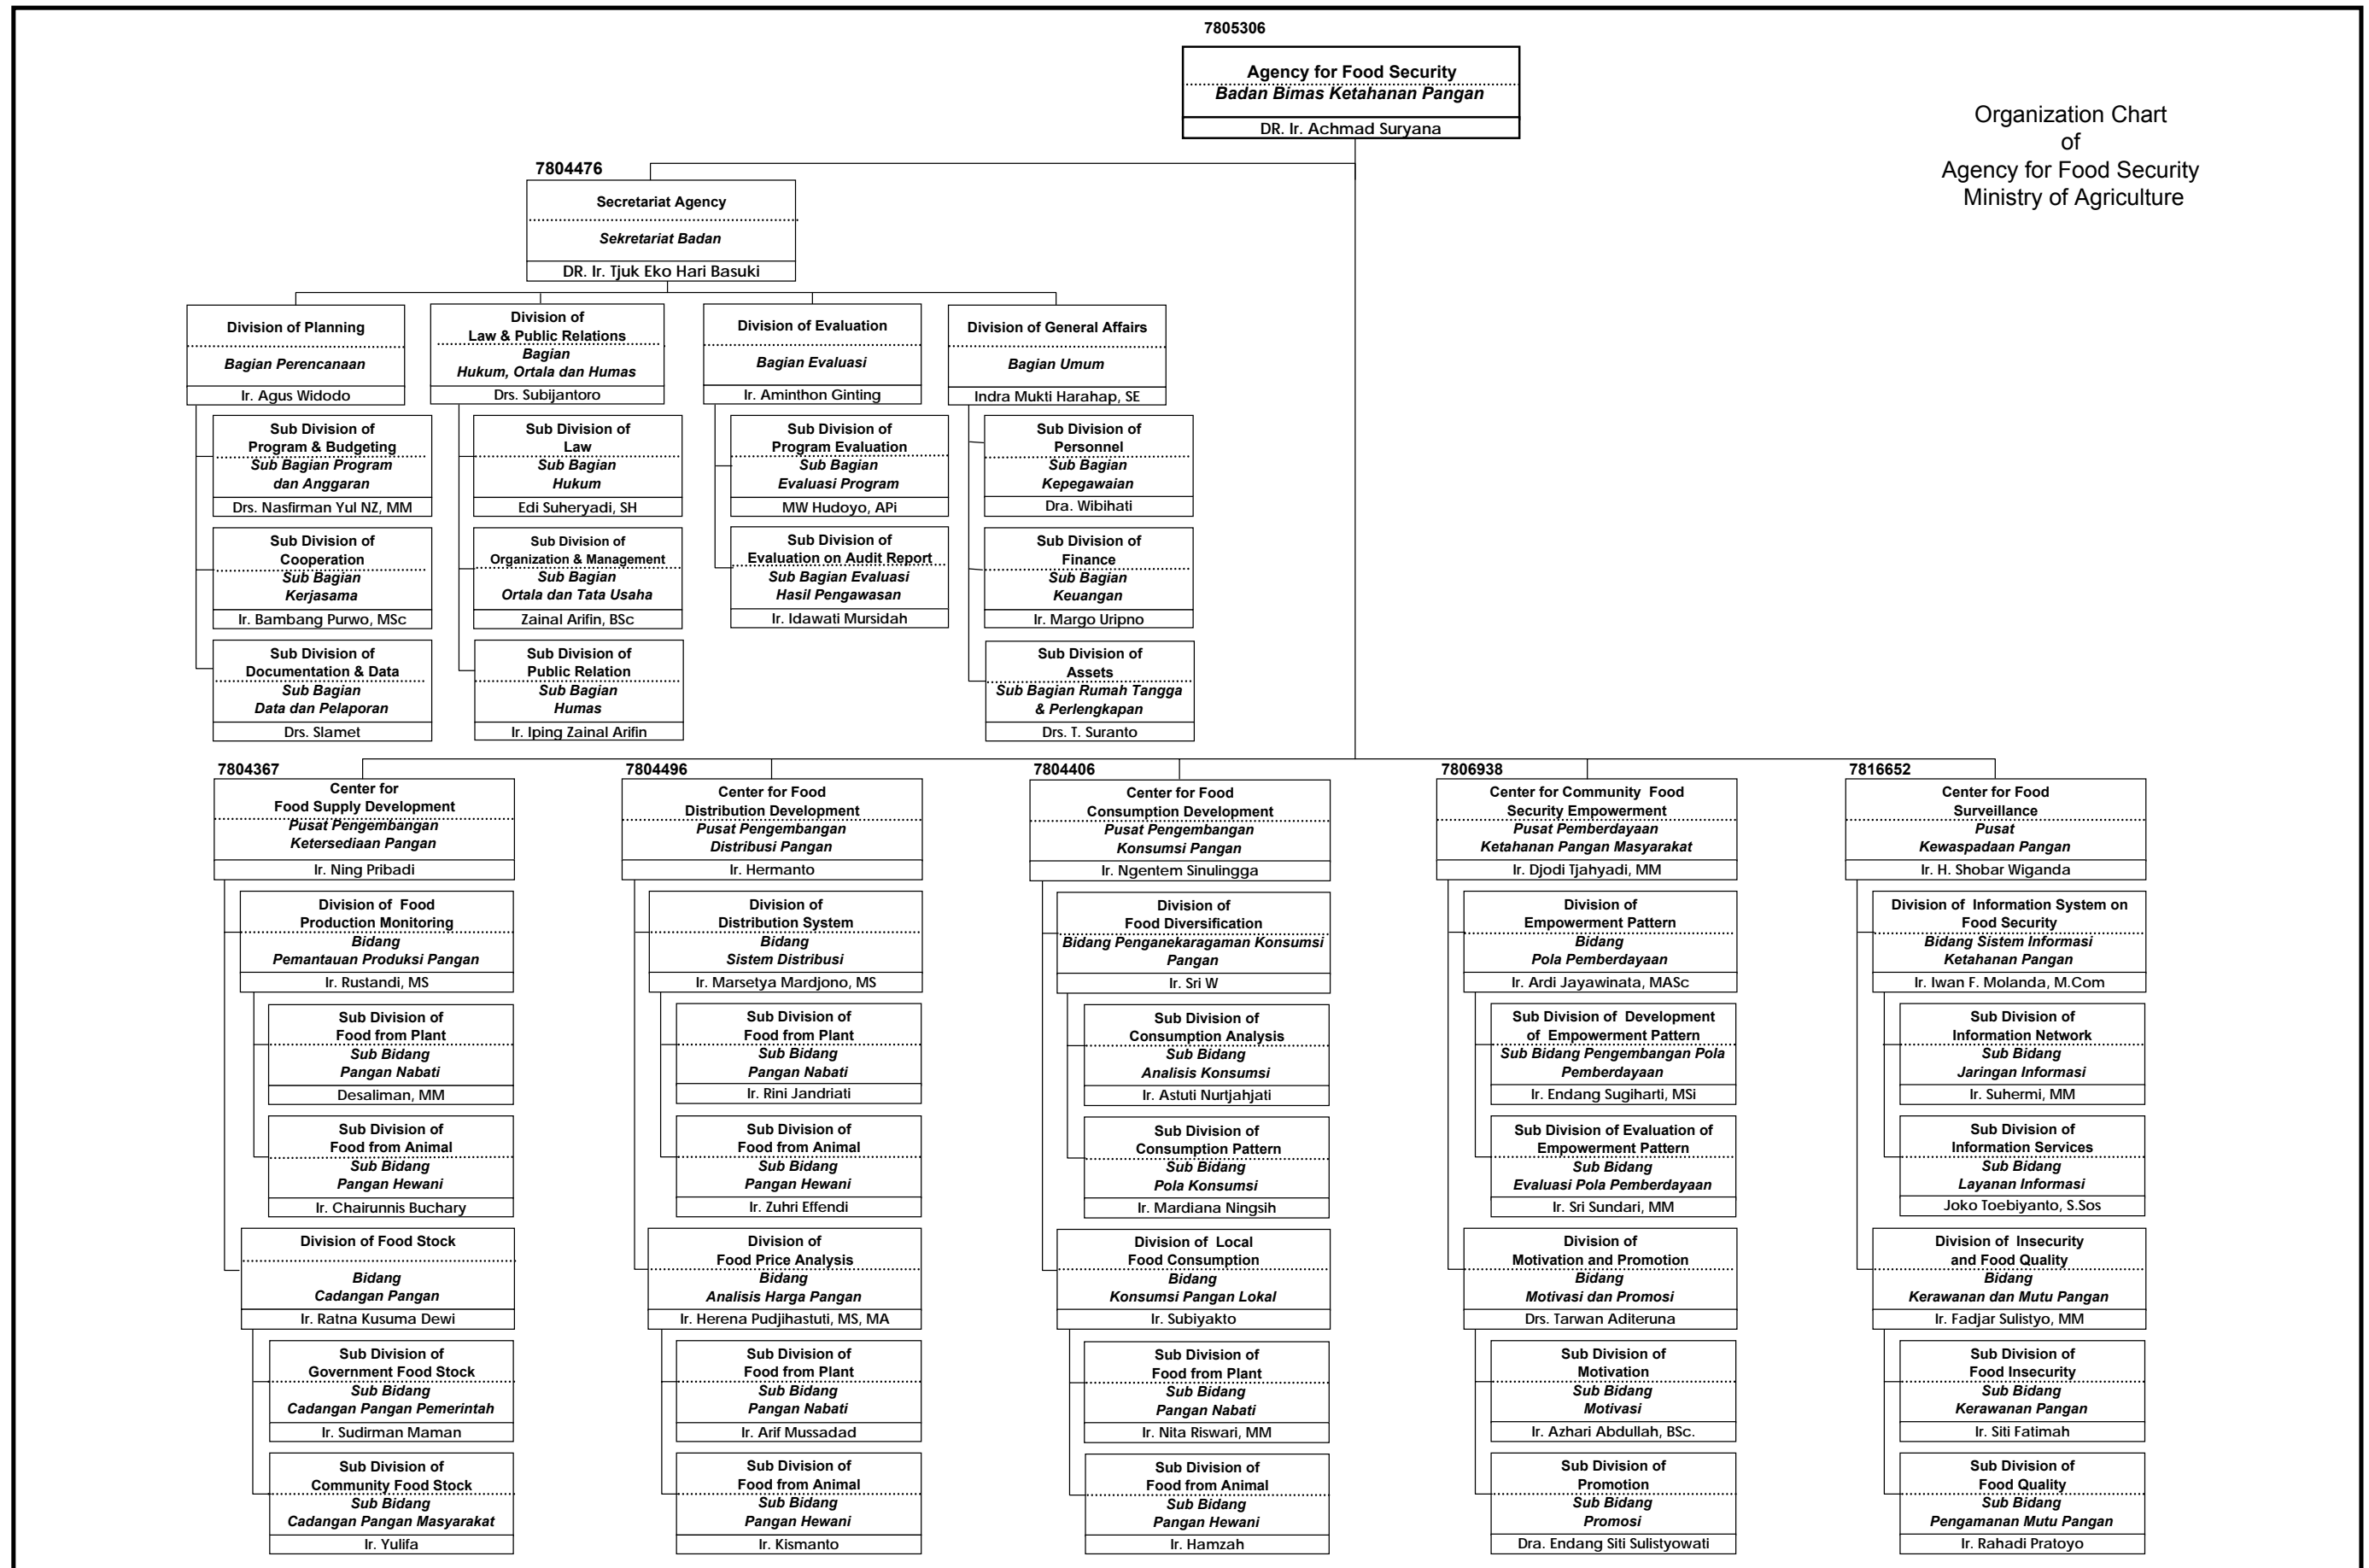 7805306
Agency for Food Security
Badan Bimas Ketahanan Pangan
DR. Ir. Achmad Suryana
Organization Chart
of
Agency for Food Security
Ministry of Agriculture
7804476
Secretariat Agency
Sekretariat Badan
DR. Ir. Tjuk Eko Hari Basuki
Division of Planning
Bagian Perencanaan
Ir. Agus Widodo
Sub Division of
Program & Budgeting
Sub Bagian Program
dan Anggaran
Drs. Nasfirman Yul NZ, MM
Sub Division of
Cooperation
Sub Bagian
Kerjasama
Ir. Bambang Purwo, MSc
Sub Division of
Documentation & Data
Sub Bagian
Data dan Pelaporan
Drs. Slamet
Division of
Law & Public Relations
Bagian
Hukum, Ortala dan Humas
Drs. Subijantoro
Sub Division of
Law
Sub Bagian
Hukum
Edi Suheryadi, SH
Sub Division of
Organization & Management
Sub Bagian
Ortala dan Tata Usaha
Zainal Arifin, BSc
Sub Division of
Public Relation
Sub Bagian
Humas
Ir. Iping Zainal Arifin
Division of Evaluation
Bagian Evaluasi
Ir. Aminthon Ginting
Sub Division of
Program Evaluation
Sub Bagian
Evaluasi Program
MW Hudoyo, APi
Sub Division of
Evaluation on Audit Report
Sub Bagian Evaluasi
Hasil Pengawasan
Ir. Idawati Mursidah
Division of General Affairs
Bagian Umum
Indra Mukti Harahap, SE
Sub Division of
Personnel
Sub Bagian
Kepegawaian
Dra. Wibihati
Sub Division of
Finance
Sub Bagian
Keuangan
Ir. Margo Uripno
Sub Division of
Assets
Sub Bagian Rumah Tangga
& Perlengkapan
Drs. T. Suranto
7804367
Center for
Food Supply Development
Pusat Pengembangan
Ketersediaan Pangan
Ir. Ning Pribadi
Division of Food
Production Monitoring
Bidang
Pemantauan Produksi Pangan
Ir. Rustandi, MS
Sub Division of
Food from Plant
Sub Bidang
Pangan Nabati
Desaliman, MM
Sub Division of
Food from Animal
Sub Bidang
Pangan Hewani
Ir. Chairunnis Buchary
Division of Food Stock
Bidang
Cadangan Pangan
Ir. Ratna Kusuma Dewi
Sub Division of
Government Food Stock
Sub Bidang
Cadangan Pangan Pemerintah
Ir. Sudirman Maman
Sub Division of
Community Food Stock
Sub Bidang
Cadangan Pangan Masyarakat
Ir. Yulifa
7804496
Center for Food
Distribution Development
Pusat Pengembangan
Distribusi Pangan
Ir. Hermanto
Division of
Distribution System
Bidang
Sistem Distribusi
Ir. Marsetya Mardjono, MS
Sub Division of
Food from Plant
Sub Bidang
Pangan Nabati
Ir. Rini Jandriati
Sub Division of
Food from Animal
Sub Bidang
Pangan Hewani
Ir. Zuhri Effendi
Division of
Food Price Analysis
Bidang
Analisis Harga Pangan
Ir. Herena Pudjihastuti, MS, MA
Sub Division of
Food from Plant
Sub Bidang
Pangan Nabati
Ir. Arif Mussadad
Sub Division of
Food from Animal
Sub Bidang
Pangan Hewani
Ir. Kismanto
7804406
Center for Food
Consumption Development
Pusat Pengembangan
Konsumsi Pangan
Ir. Ngentem Sinulingga
Division of
Food Diversification
Bidang Penganekaragaman Konsumsi
Pangan
Ir. Sri W
Sub Division of
Consumption Analysis
Sub Bidang
Analisis Konsumsi
Ir. Astuti Nurtjahjati
Sub Division of
Consumption Pattern
Sub Bidang
Pola Konsumsi
Ir. Mardiana Ningsih
Division of Local
Food Consumption
Bidang
Konsumsi Pangan Lokal
Ir. Subiyakto
Sub Division of
Food from Plant
Sub Bidang
Pangan Nabati
Ir. Nita Riswari, MM
Sub Division of
Food from Animal
Sub Bidang
Pangan Hewani
Ir. Hamzah
7806938
Center for Community Food
Security Empowerment
Pusat Pemberdayaan
Ketahanan Pangan Masyarakat
Ir. Djodi Tjahyadi, MM
Division of
Empowerment Pattern
Bidang
Pola Pemberdayaan
Ir. Ardi Jayawinata, MASc
Sub Division of Development
of Empowerment Pattern
Sub Bidang Pengembangan Pola
Pemberdayaan
Ir. Endang Sugiharti, MSi
Sub Division of Evaluation of
Empowerment Pattern
Sub Bidang
Evaluasi Pola Pemberdayaan
Ir. Sri Sundari, MM
Division of
Motivation and Promotion
Bidang
Motivasi dan Promosi
Drs. Tarwan Aditeruna
Sub Division of
Motivation
Sub Bidang
Motivasi
Ir. Azhari Abdullah, BSc.
Sub Division of
Promotion
Sub Bidang
Promosi
Dra. Endang Siti Sulistyowati
7816652
Center for Food
Surveillance
Pusat
Kewaspadaan Pangan
Ir. H. Shobar Wiganda
Division of Information System on
Food Security
Bidang Sistem Informasi
Ketahanan Pangan
Ir. Iwan F. Molanda, M.Com
Sub Division of
Information Network
Sub Bidang
Jaringan Informasi
Ir. Suhermi, MM
Sub Division of
Information Services
Sub Bidang
Layanan Informasi
Joko Toebiyanto, S.Sos
Division of Insecurity
and Food Quality
Bidang
Kerawanan dan Mutu Pangan
Ir. Fadjar Sulistyo, MM
Sub Division of
Food Insecurity
Sub Bidang
Kerawanan Pangan
Ir. Siti Fatimah
Sub Division of
Food Quality
Sub Bidang
Pengamanan Mutu Pangan
Ir. Rahadi Pratoyo